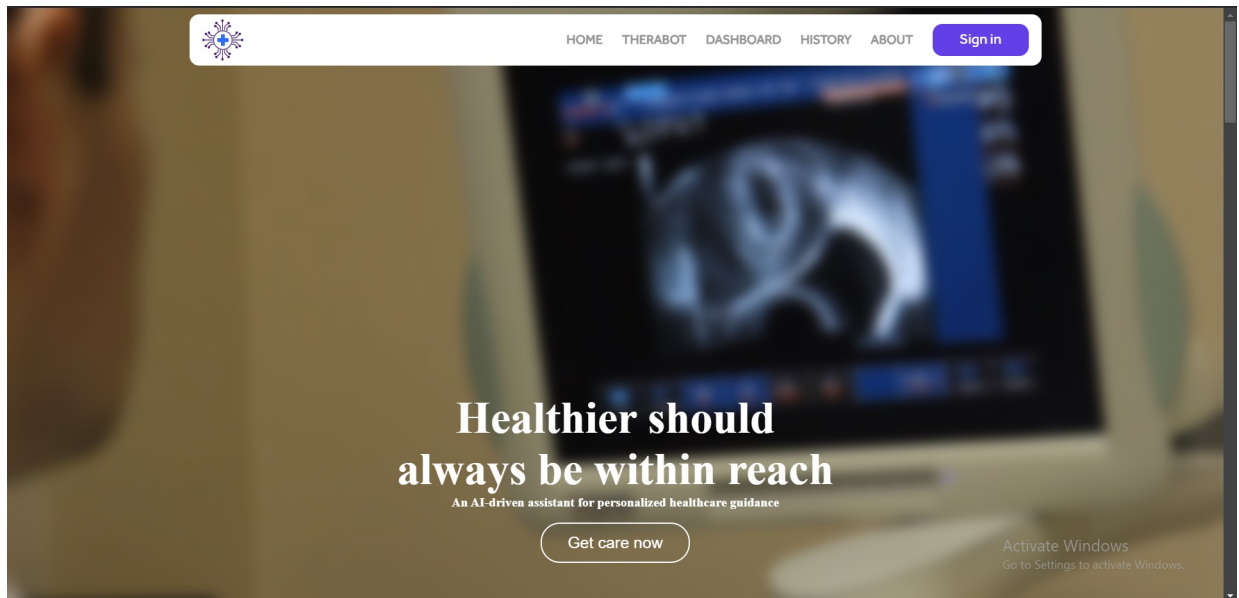 HOME THERABOT DASHBOARD HISTORY ABOUT Sign in
Healthier should
always be within reach
An AI-driven assistant for personalized healthcare guidance
Get care now
Activate Windows
Go to Settings to activate Windows.